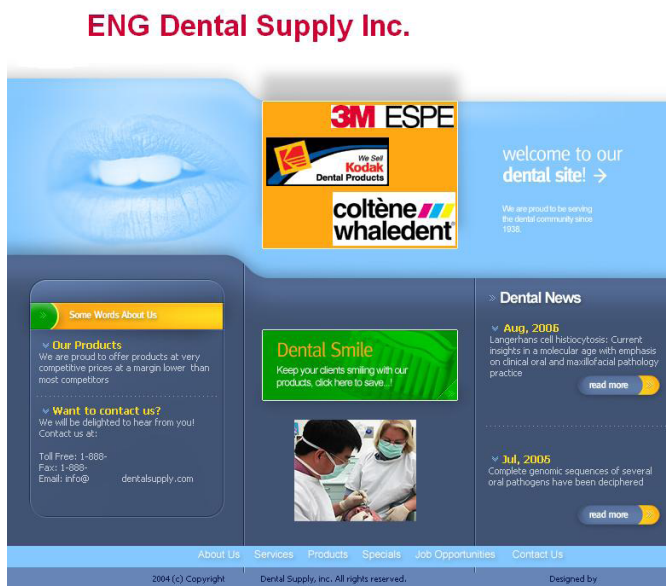 ENG Dental Supply Inc.
3M ESPE
We Sell
Kodak
Dental Products
coltène
whaledent
welcome to our
dental site! →
We are proud to be serving
the dental community since
1938.
Some Words About Us
Our Products
We are proud to offer products at very
competitive prices at a margin lower than
most competitors
Want to contact us?
We will be delighted to hear from you!
Contact us at:
Toll Free: 1-888-
Fax: 1-888-
Email: info@ dentalsupply.com
Dental Smile
Keep your clients smiling with our
products, click here to save...!
Dental News
Aug, 2006
Langerhans cell histiocytosis: Current
insights in a molecular age with emphasis
on clinical oral and maxillofacial pathology
practice
read more
Jul, 2006
Complete genomic sequences of several
oral pathogens have been deciphered
read more
About Us Services Products Specials Job Opportunities Contact Us
2004 (c) Copyright Dental Supply, inc. All rights reserved. Designed by